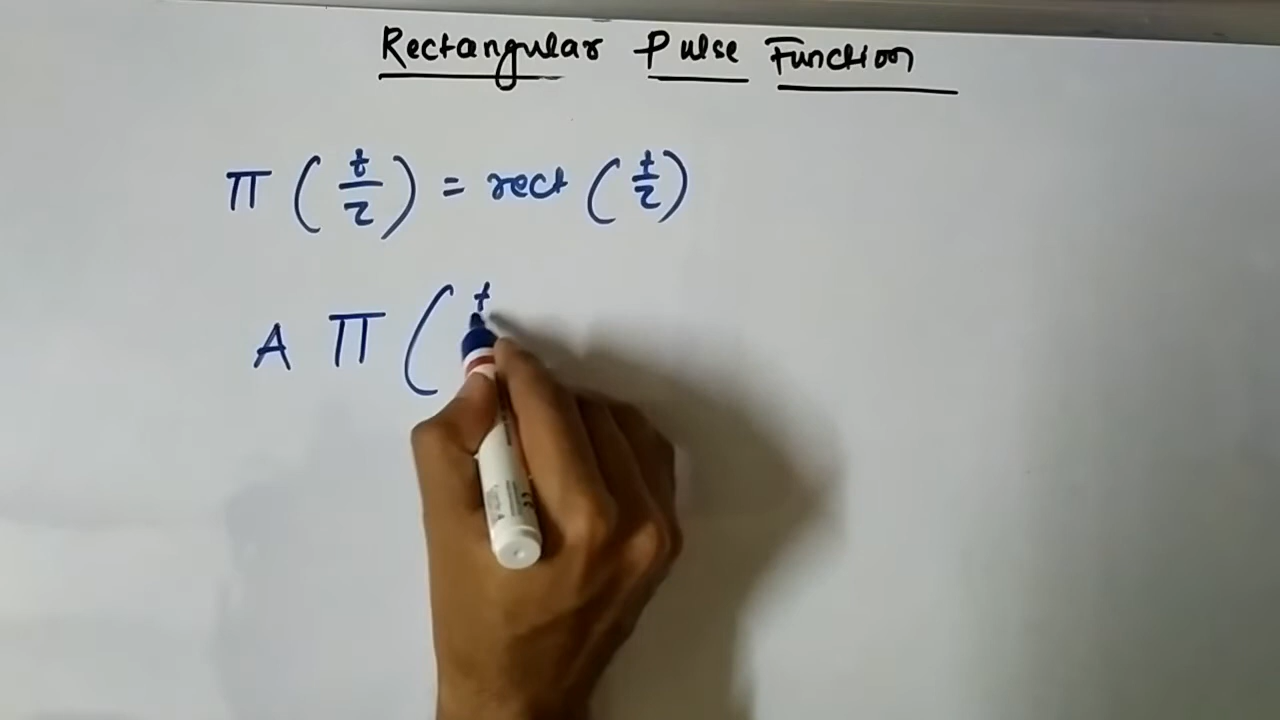 Rectangular Pulse Function
π (t/τ) = rect (t/τ)
A π (t